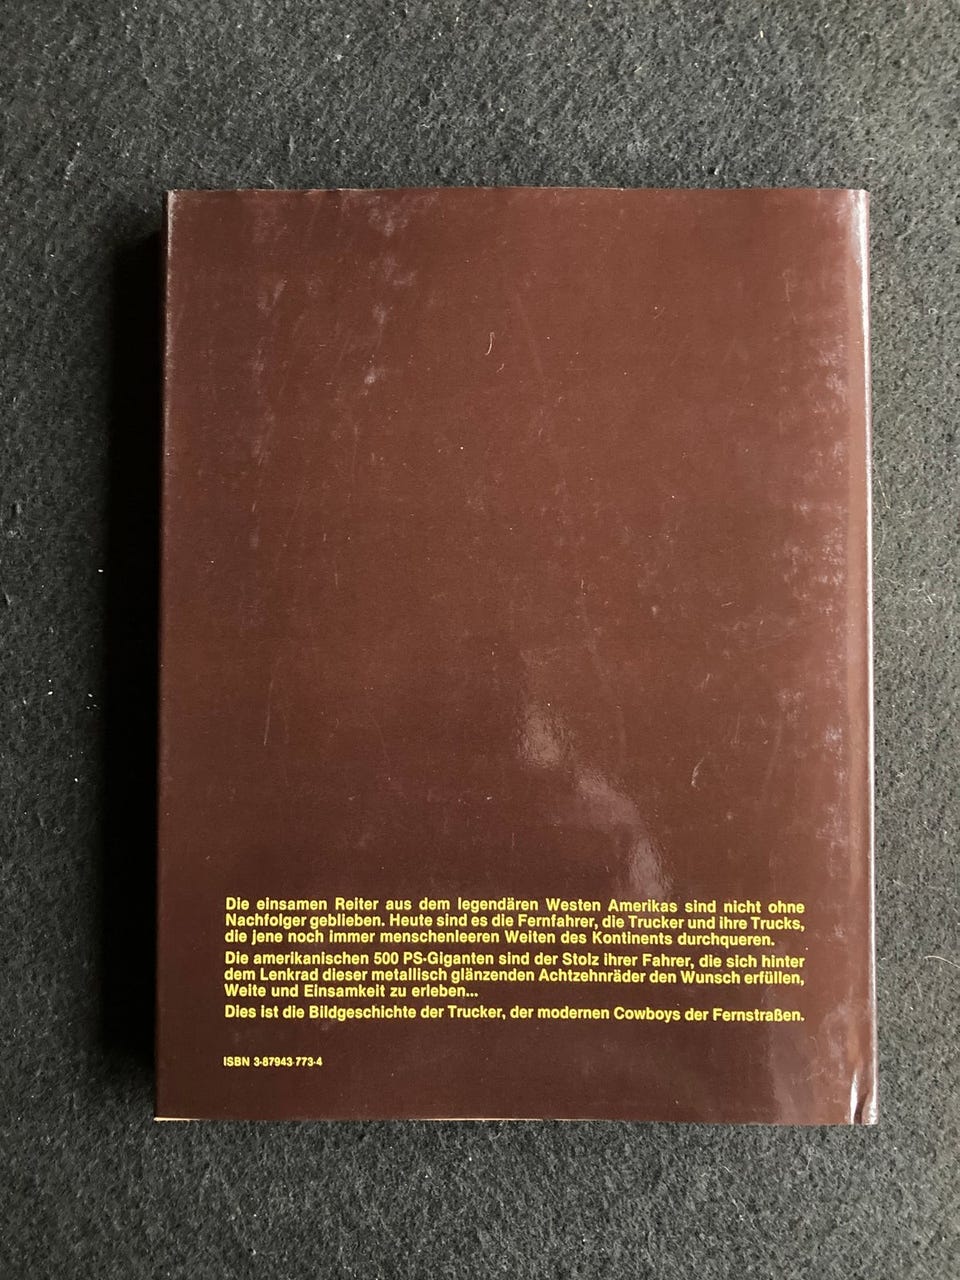 Die einsamen Reiter aus dem legendären Westen Amerikas sind nicht ohne
Nachfolger geblieben. Heute sind es die Fernfahrer, die Trucker und ihre Trucks,
die jene noch immer menschenleeren Weiten des Kontinents durchqueren.
Die amerikanischen 500 PS-Giganten sind der Stolz ihrer Fahrer, die sich hinter
dem Lenkrad dieser metallisch glänzenden Achtzehnräder den Wunsch erfüllen,
Weite und Einsamkeit zu erleben...
Dies ist die Bildgeschichte der Trucker, der modernen Cowboys der Fernstraßen.
ISBN 3-87943-773-4